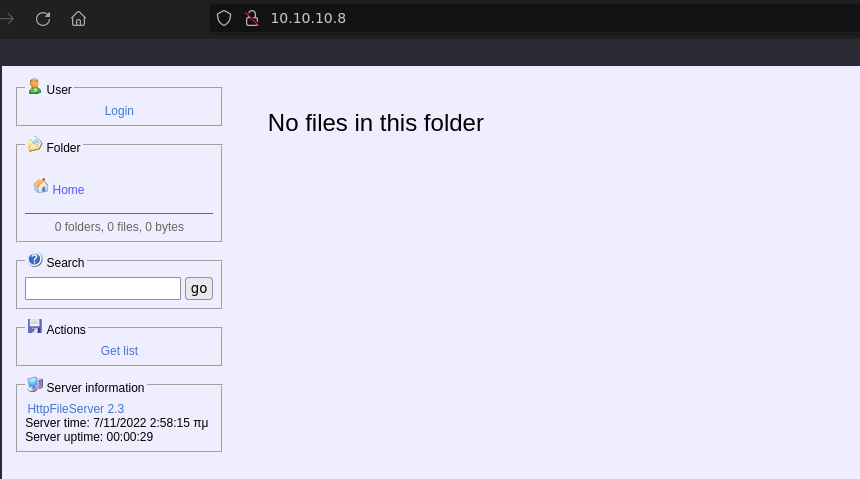 10.10.10.8
User
Login
No files in this folder
Folder
Home
0 folders, 0 files, 0 bytes
Search
go
Actions
Get list
Server information
HttpFileServer 2.3
Server time: 7/11/2022 2:58:15 πμ
Server uptime: 00:00:29